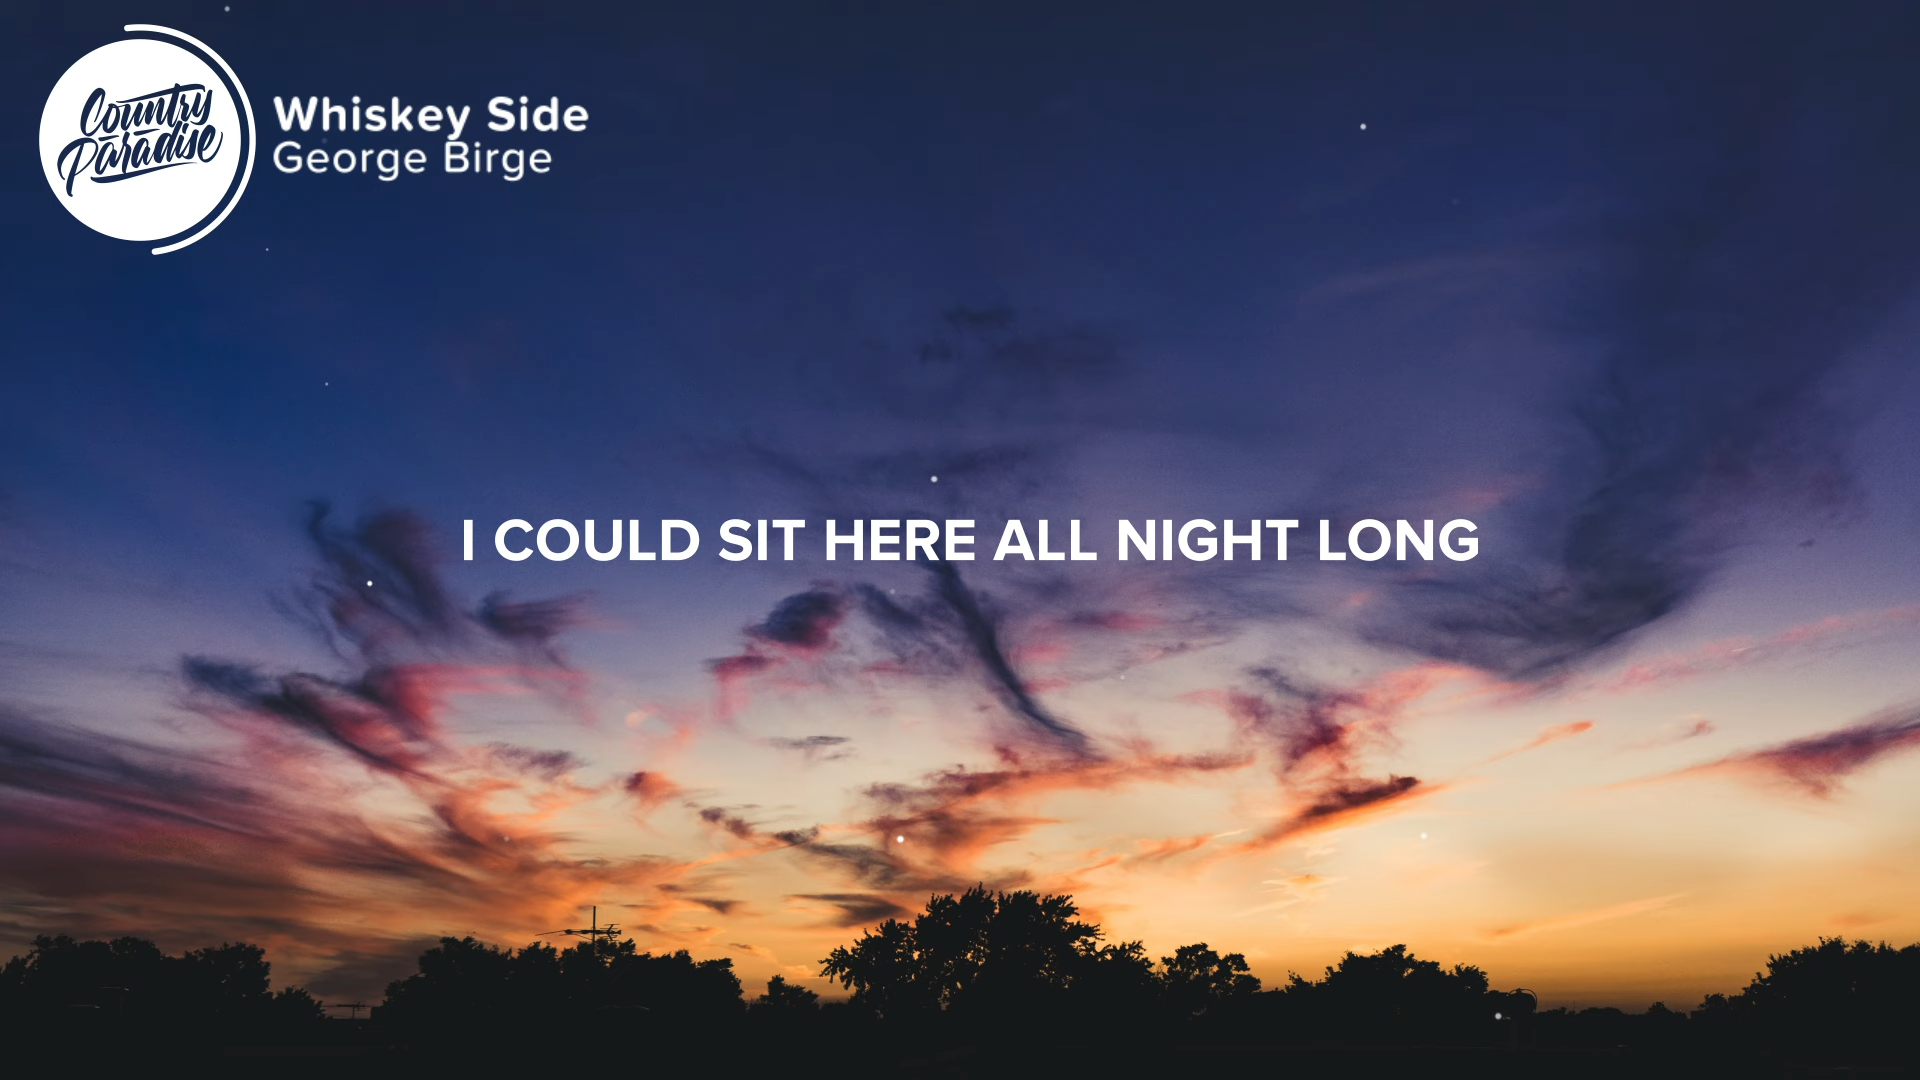 Country
Paradise
Whiskey Side
George Birge
I COULD SIT HERE ALL NIGHT LONG